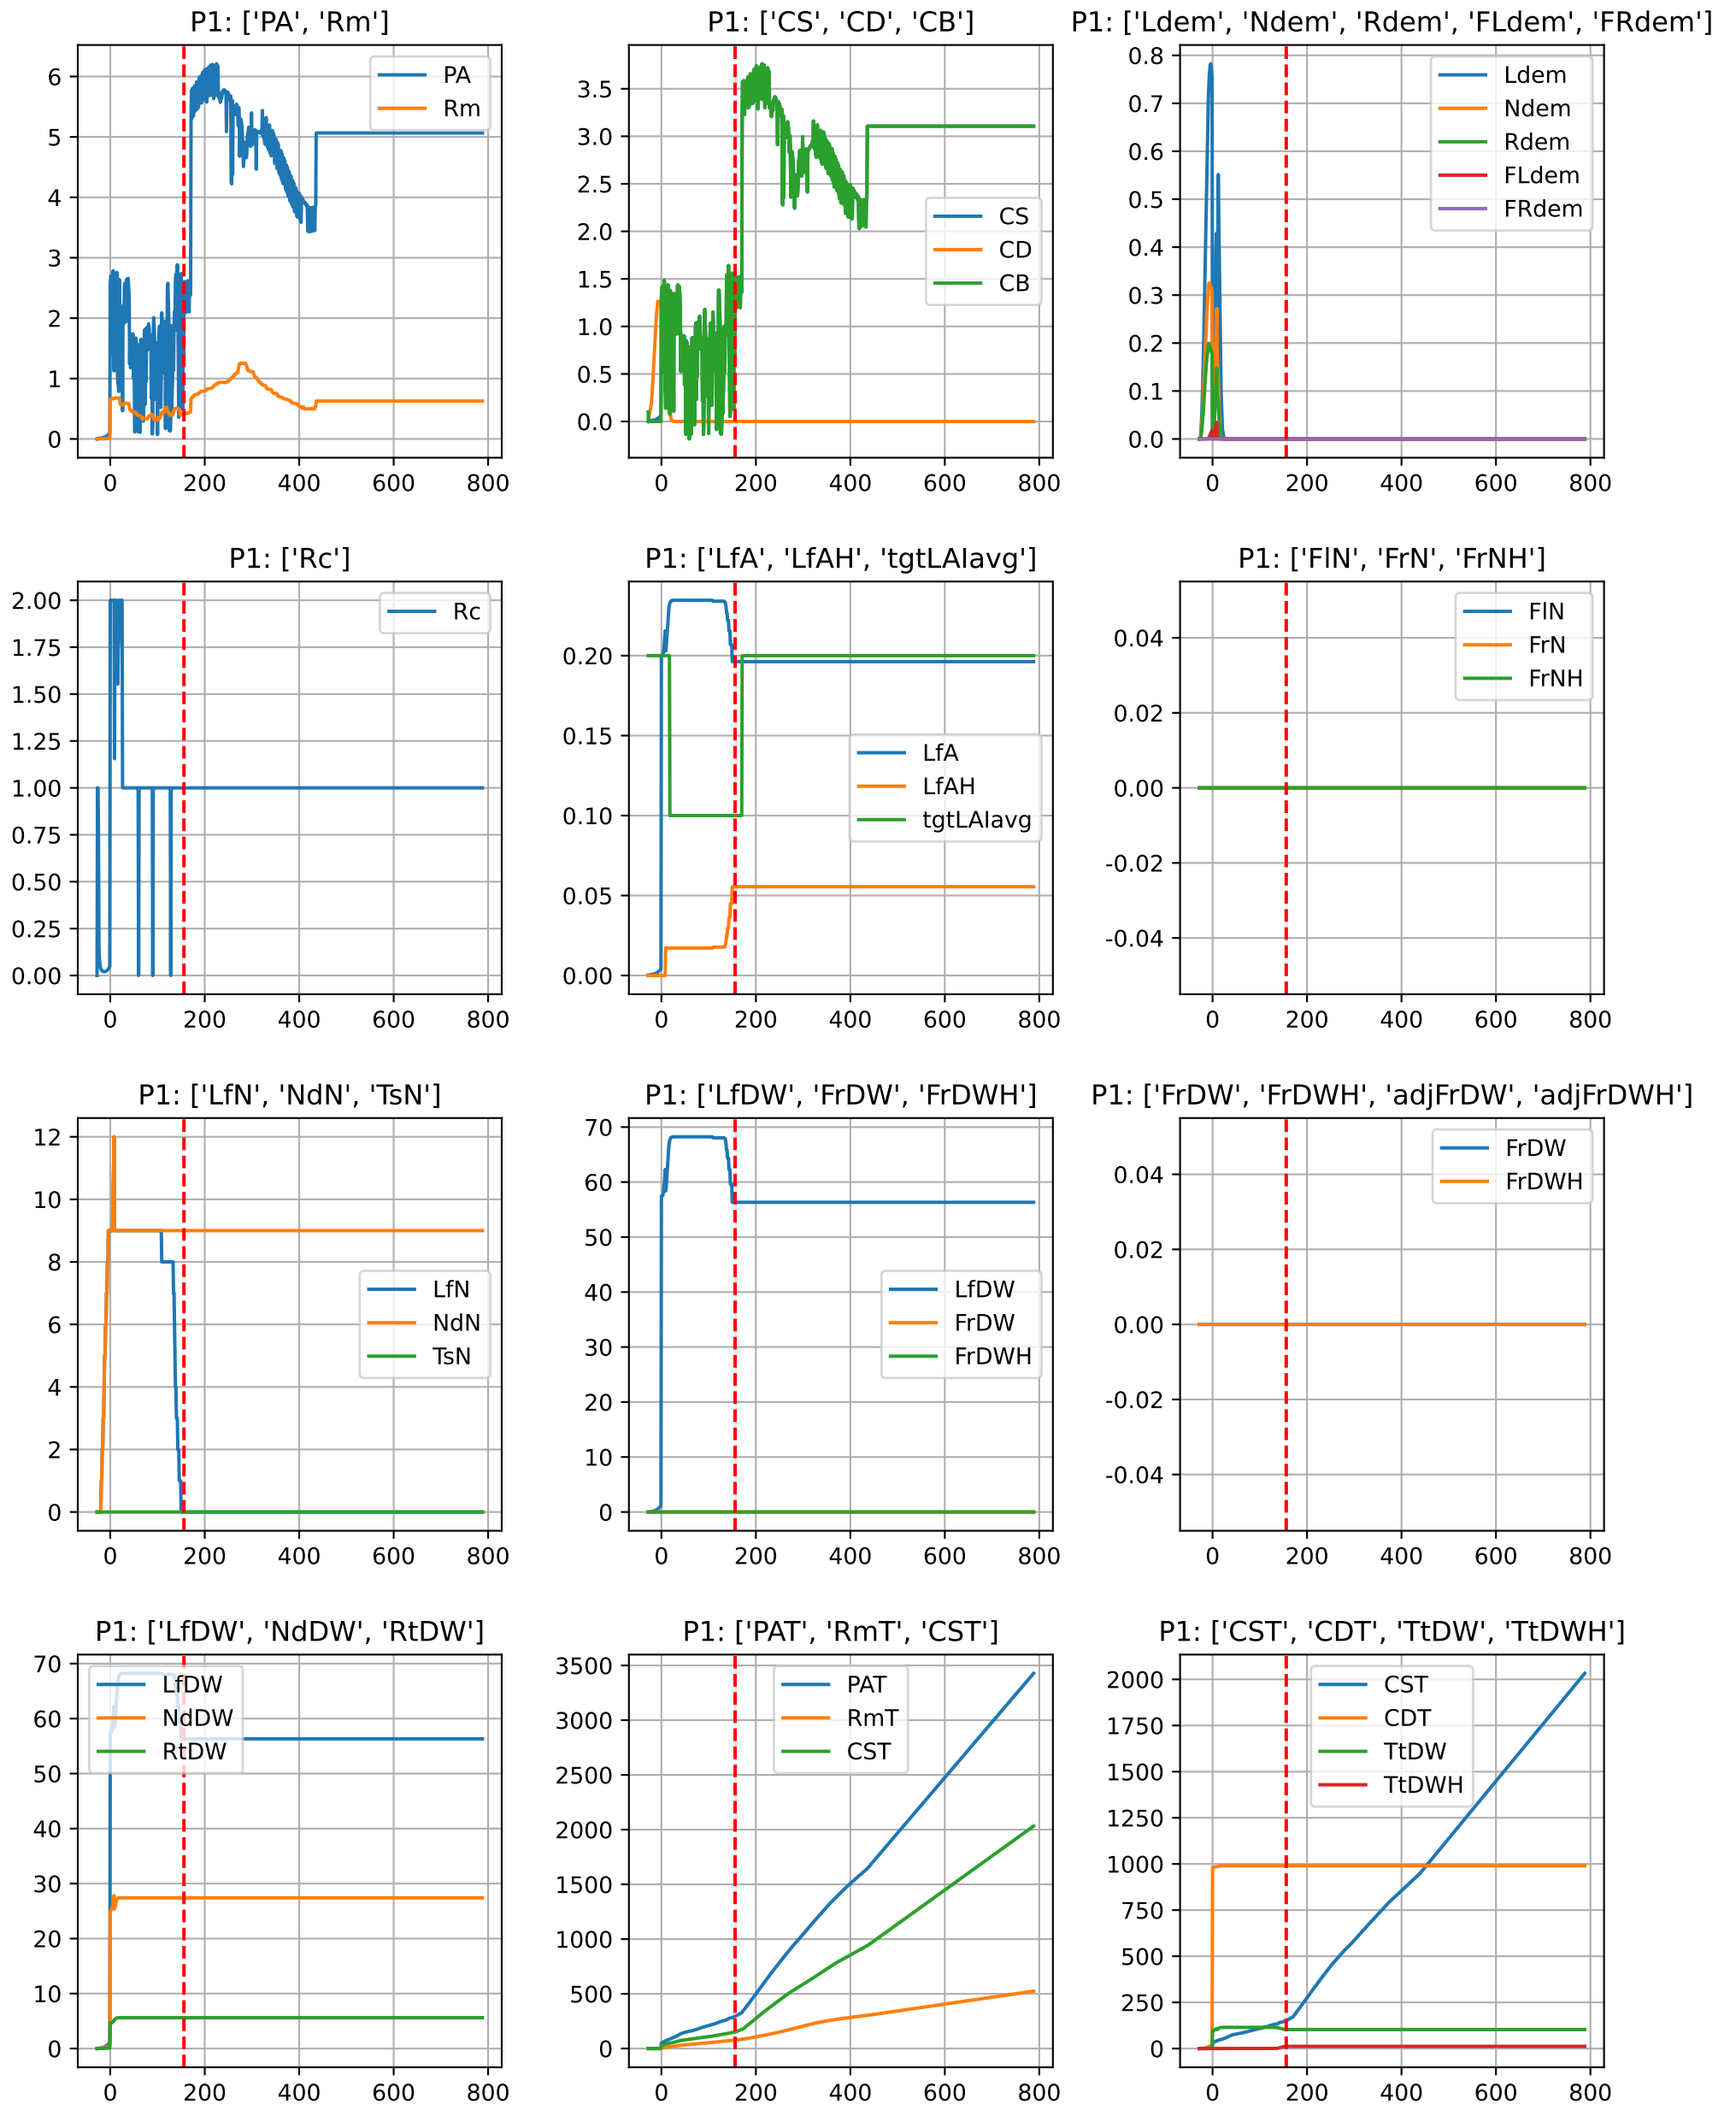 P1: ['PA', 'Rm']
6
5
4
3
2
1
0
0 200 400 600 800
PA
Rm
P1: ['CS', 'CD', 'CB']
3.5
3.0
2.5
2.0
1.5
1.0
0.5
0.0
0 200 400 600 800
CS
CD
CB
P1: ['Ldem', 'Ndem', 'Rdem', 'FLdem', 'FRdem']
0.8
0.7
0.6
0.5
0.4
0.3
0.2
0.1
0.0
0 200 400 600 800
Ldem
Ndem
Rdem
FLdem
FRdem
P1: ['Rc']
2.00
1.75
1.50
1.25
1.00
0.75
0.50
0.25
0.00
0 200 400 600 800
Rc
P1: ['LfA', 'LfAH', 'tgtLAIavg']
0.20
0.15
0.10
0.05
0.00
0 200 400 600 800
LfA
LfAH
tgtLAIavg
P1: ['FlN', 'FrN', 'FrNH']
0.04
0.02
0.00
-0.02
-0.04
0 200 400 600 800
FlN
FrN
FrNH
P1: ['LfN', 'NdN', 'TsN']
12
10
8
6
4
2
0
0 200 400 600 800
LfN
NdN
TsN
P1: ['LfDW', 'FrDW', 'FrDWH']
70
60
50
40
30
20
10
0
0 200 400 600 800
LfDW
FrDW
FrDWH
P1: ['FrDW', 'FrDWH', 'adjFrDW', 'adjFrDWH']
0.04
0.02
0.00
-0.02
-0.04
0 200 400 600 800
FrDW
FrDWH
P1: ['LfDW', 'NdDW', 'RtDW']
70
60
50
40
30
20
10
0
0 200 400 600 800
LfDW
NdDW
RtDW
P1: ['PAT', 'RmT', 'CST']
3500
3000
2500
2000
1500
1000
500
0
0 200 400 600 800
PAT
RmT
CST
P1: ['CST', 'CDT', 'TtDW', 'TtDWH']
2000
1750
1500
1250
1000
750
500
250
0
0 200 400 600 800
CST
CDT
TtDW
TtDWH